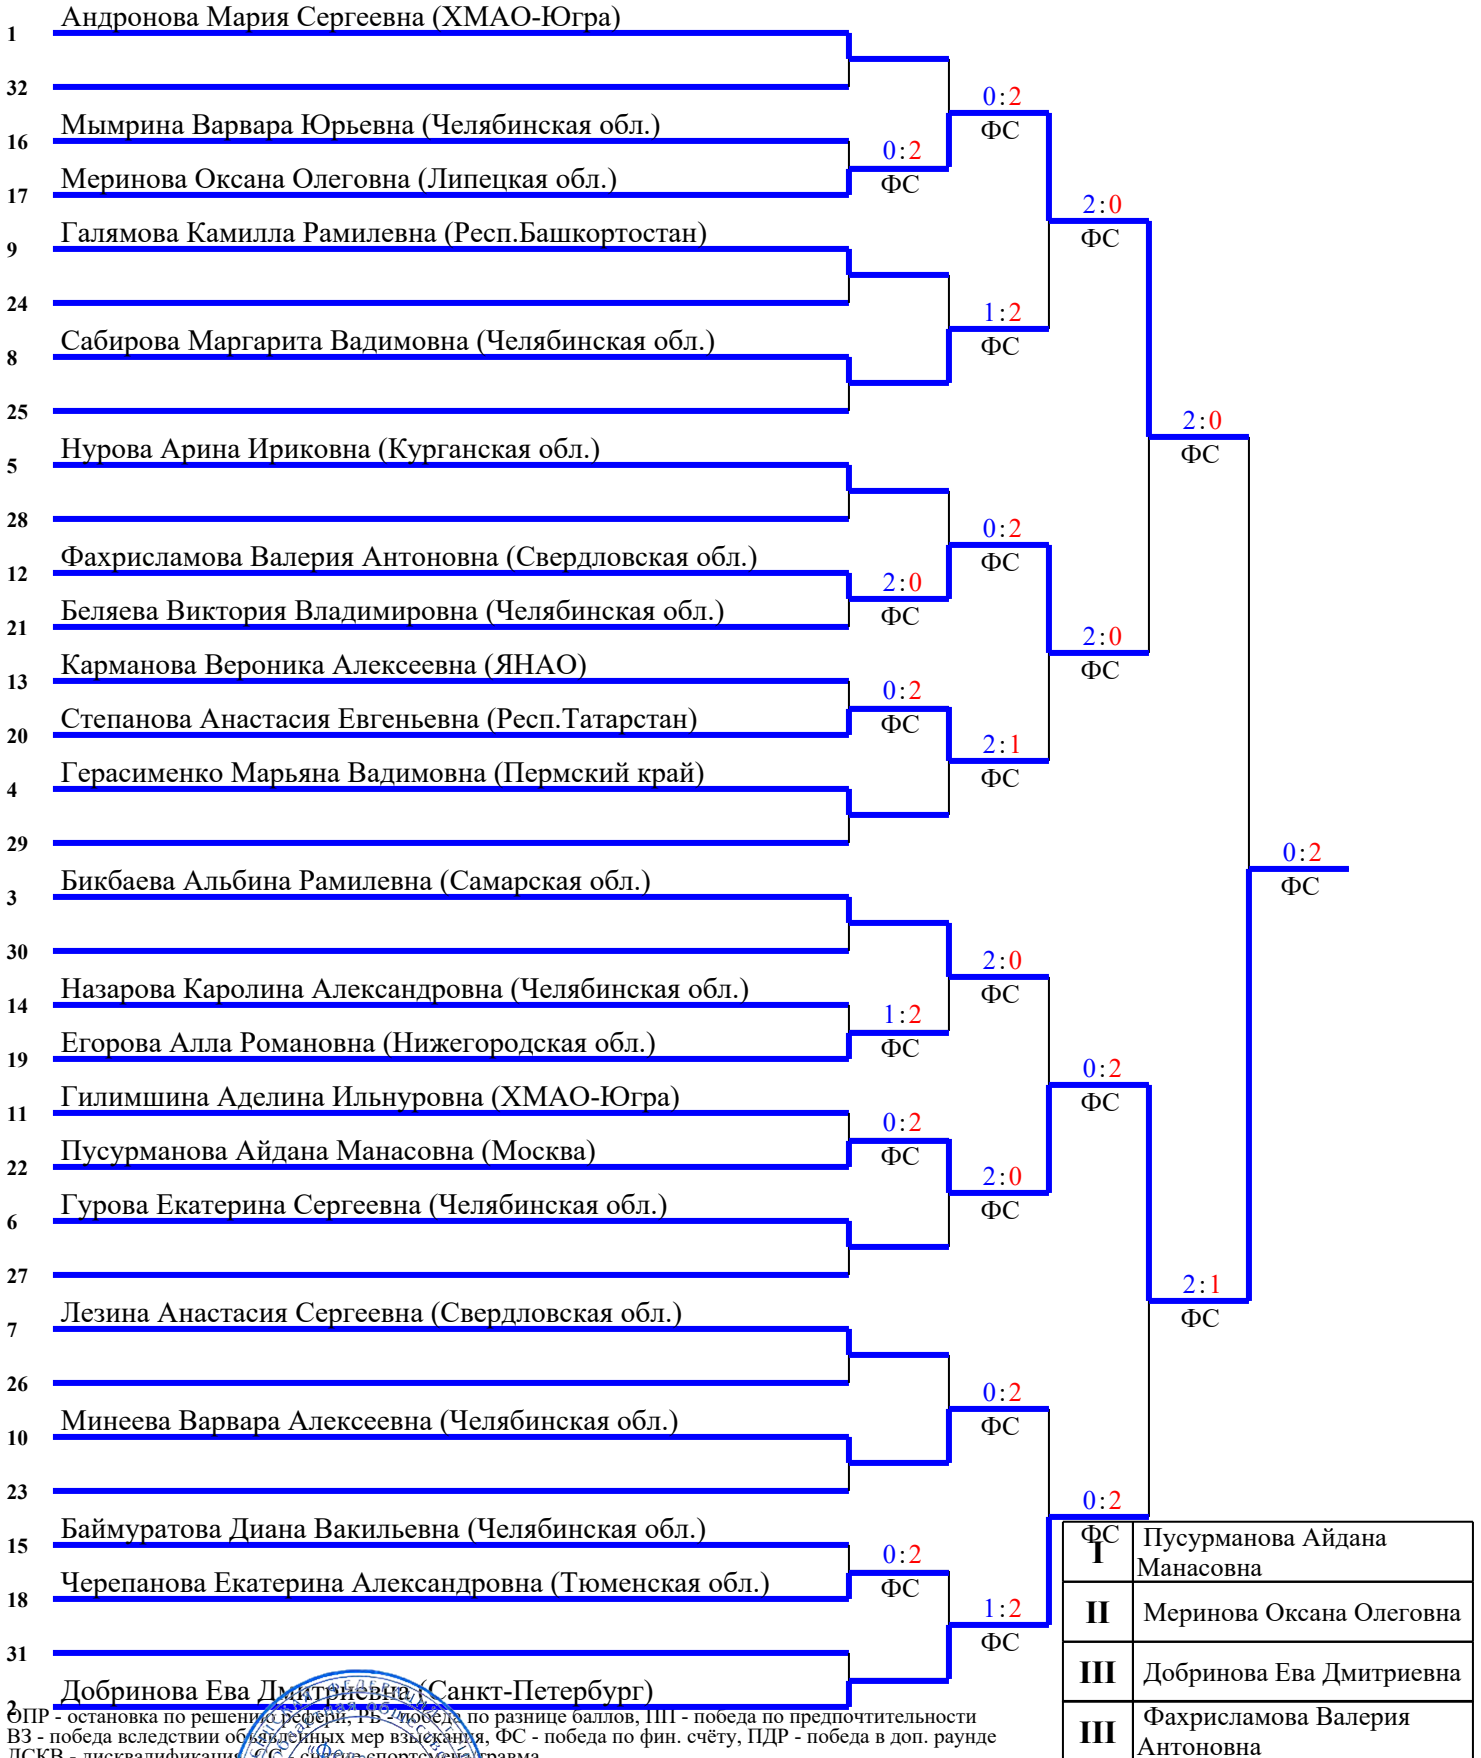 Андронова Мария Сергеевна (ХМАО-Югра)
1
32
0:2
ФС
Мымрина Варвара Юрьевна (Челябинская обл.)
16
0:2
ФС
Меринова Оксана Олеговна (Липецкая обл.)
17
2:0
ФС
Галямова Камилла Рамилевна (Респ.Башкортостан)
9
24
1:2
ФС
Сабирова Маргарита Вадимовна (Челябинская обл.)
8
25
2:0
ФС
Нурова Арина Ириковна (Курганская обл.)
5
28
0:2
ФС
Фахрисламова Валерия Антоновна (Свердловская обл.)
12
2:0
ФС
Беляева Виктория Владимировна (Челябинская обл.)
21
2:0
ФС
Карманова Вероника Алексеевна (ЯНАО)
13
0:2
ФС
Степанова Анастасия Евгеньевна (Респ.Татарстан)
20
2:1
ФС
Герасименко Марьяна Вадимовна (Пермский край)
4
29
0:2
ФС
Бикбаева Альбина Рамилевна (Самарская обл.)
3
30
2:0
ФС
Назарова Каролина Александровна (Челябинская обл.)
14
1:2
ФС
Егорова Алла Романовна (Нижегородская обл.)
19
0:2
ФС
Гилимшина Аделина Ильнуровна (ХМАО-Югра)
11
0:2
ФС
Пусурманова Айдана Манасовна (Москва)
22
2:0
ФС
Гурова Екатерина Сергеевна (Челябинская обл.)
6
27
2:1
ФС
Лезина Анастасия Сергеевна (Свердловская обл.)
7
26
0:2
ФС
Минеева Варвара Алексеевна (Челябинская обл.)
10
23
0:2
ФС
Баймуратова Диана Вакильевна (Челябинская обл.)
15
0:2
ФС
Черепанова Екатерина Александровна (Тюменская обл.)
18
1:2
ФС
31
Добринова Ева Дмитриевна (Санкт-Петербург)
2
I Пусурманова Айдана
Манасовна
II Меринова Оксана Олеговна
III Добринова Ева Дмитриевна
III Фахрисламова Валерия
Антоновна
ОПР - остановка по решению рефери, РБ - победа по разнице баллов, ПП - победа по предпочтительности
ВЗ - победа вследствии объявленных мер взыскания, ФС - победа по фин. счёту, ПДР - победа в доп. раунде
ДСКВ - дисквалификация травма